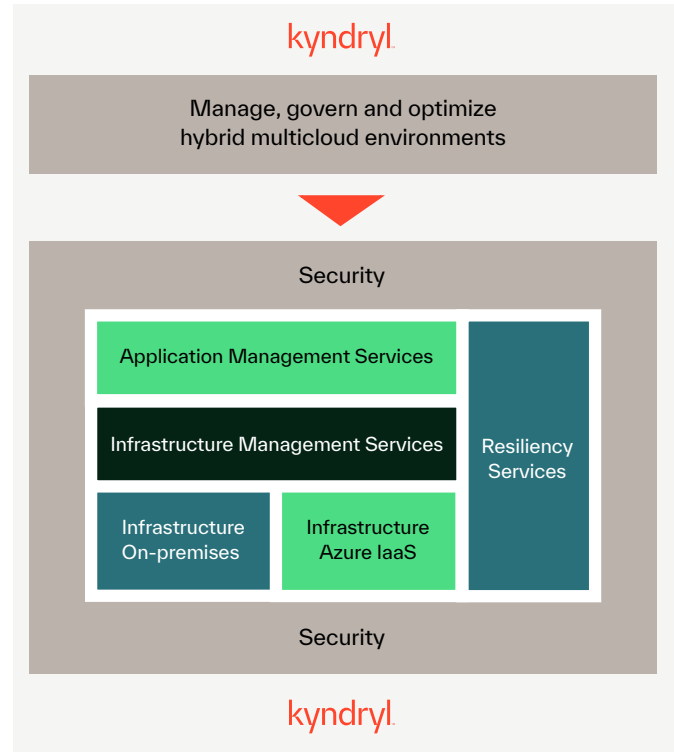 kyndryl
Manage, govern and optimize
hybrid multicloud environments
Security
Application Management Services
Infrastructure Management Services
Infrastructure
On-premises
Infrastructure
Azure IaaS
Resiliency
Services
Security
kyndryl